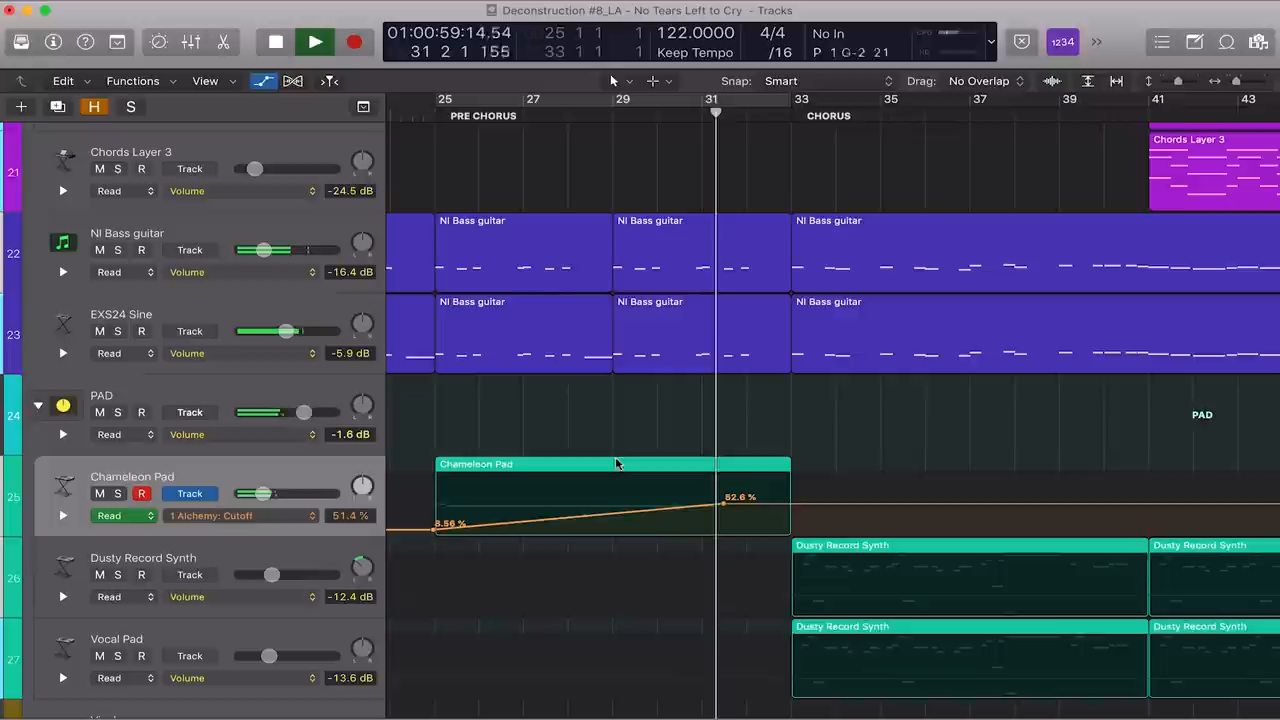 Deconstruction #8_LA - No Tears Left to Cry - Tracks
01:00:59:14.54 25 1 1 1 122.0000 4/4 No In CPU
31 2 1 155 33 1 1 1 Keep Tempo /16 P 1 G-2 21 HD
1234
Edit Functions View Snap: Smart Drag: No Overlap
H S
25 27 29 31 33 35 37 39 41 43
PRE CHORUS CHORUS
21 Chords Layer 3
M S R Track
Read Volume -24.5 dB
Chords Layer 3
22 NI Bass guitar
M S R Track
Read Volume -16.4 dB
NI Bass guitar NI Bass guitar NI Bass guitar
23 EXS24 Sine
M S R Track
Read Volume -5.9 dB
NI Bass guitar NI Bass guitar NI Bass guitar
24 PAD
M S R Track
Read Volume -1.6 dB
PAD
25 Chameleon Pad
M S R Track
Read 1 Alchemy: Cutoff 51.4 %
Chameleon Pad
52.6 %
8.56 %
26 Dusty Record Synth
M S R Track
Read Volume -12.4 dB
Dusty Record Synth Dusty Record Synth
27 Vocal Pad
M S R Track
Read Volume -13.6 dB
Dusty Record Synth Dusty Record Synth